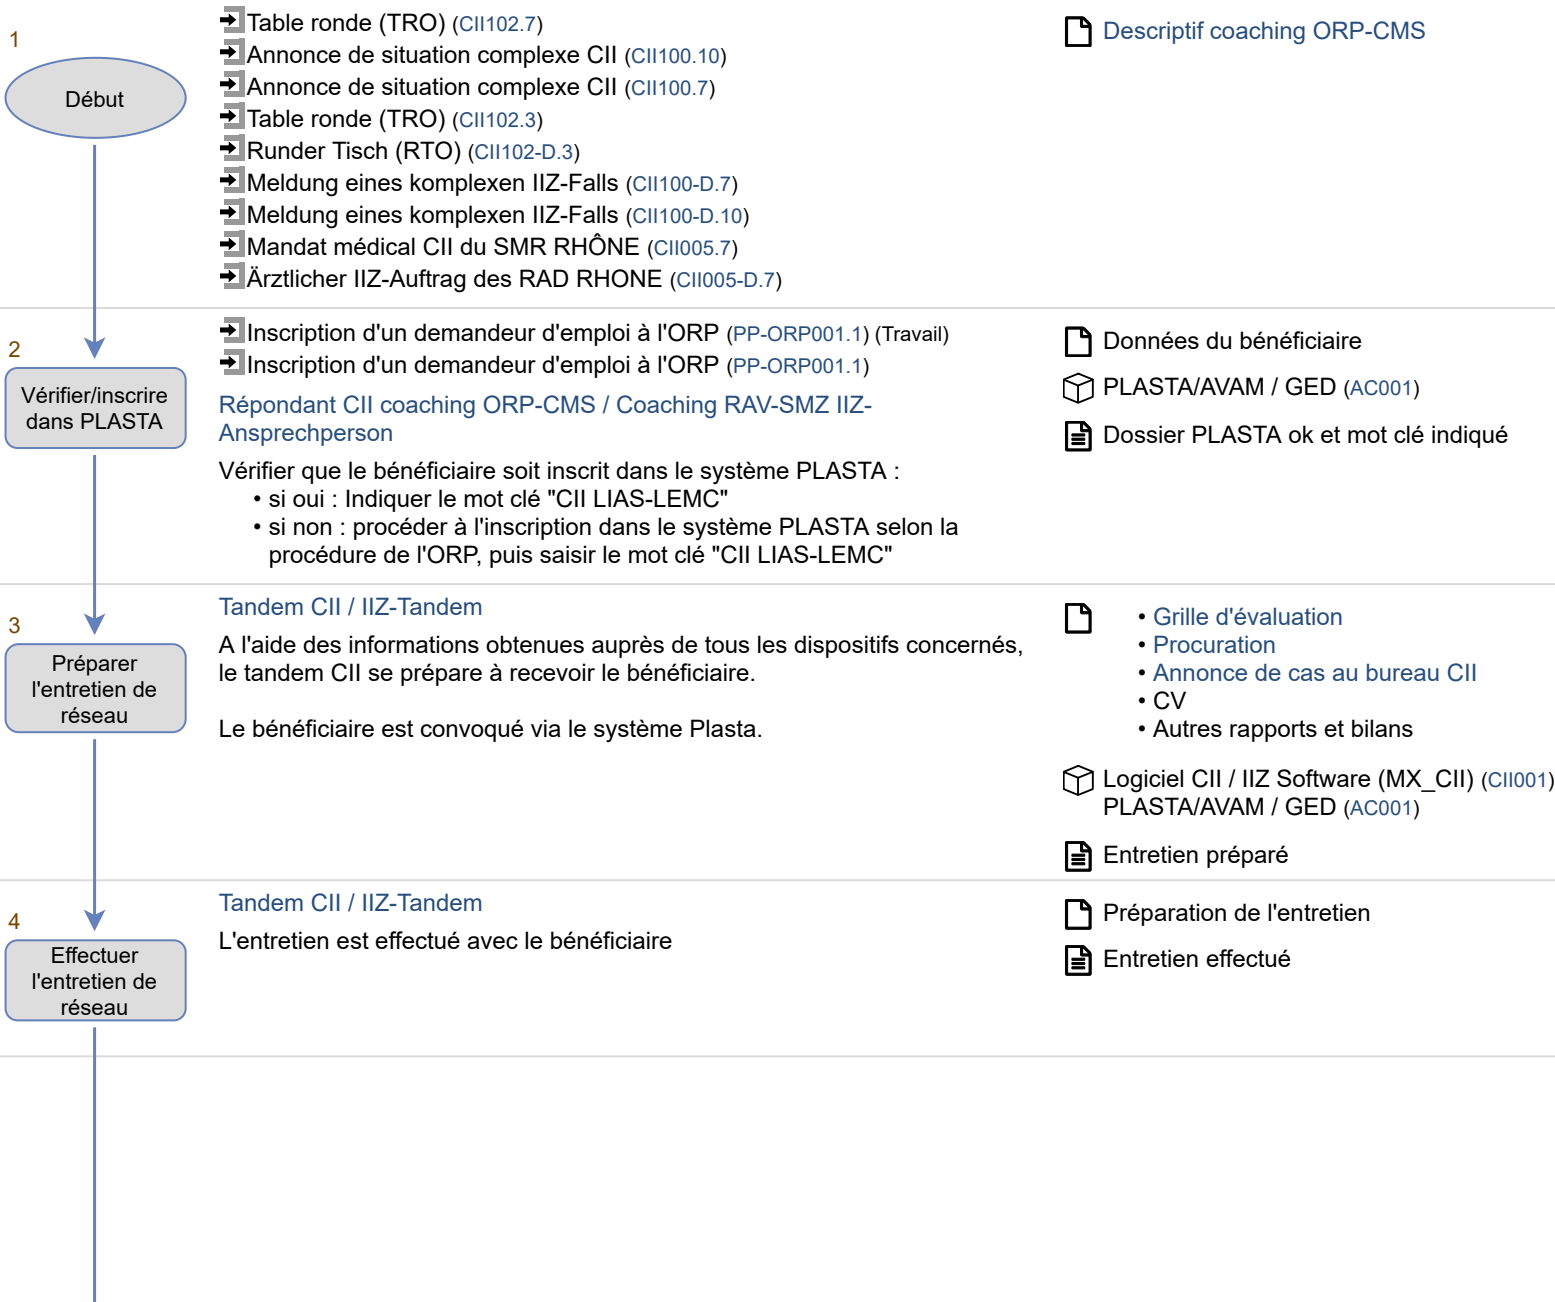 1
Début
Table ronde (TRO) (CII102.7)
Annonce de situation complexe CII (CII100.10)
Annonce de situation complexe CII (CII100.7)
Table ronde (TRO) (CII102.3)
Runder Tisch (RTO) (CII102-D.3)
Meldung eines komplexen IIZ-Falls (CII100-D.7)
Meldung eines komplexen IIZ-Falls (CII100-D.10)
Mandat médical CII du SMR RHÔNE (CII005.7)
Ärztlicher IIZ-Auftrag des RAD RHONE (CII005-D.7)
Descriptif coaching ORP-CMS
2
Vérifier/inscrire
dans PLASTA
Inscription d'un demandeur d'emploi à l'ORP (PP-ORP001.1) (Travail)
Inscription d'un demandeur d'emploi à l'ORP (PP-ORP001.1)
Répondant CII coaching ORP-CMS / Coaching RAV-SMZ IIZ-
Ansprechperson
Vérifier que le bénéficiaire soit inscrit dans le système PLASTA :
• si oui : Indiquer le mot clé "CII LIAS-LEMC"
• si non : procéder à l'inscription dans le système PLASTA selon la
procédure de l'ORP, puis saisir le mot clé "CII LIAS-LEMC"
Données du bénéficiaire
PLASTA/AVAM / GED (AC001)
Dossier PLASTA ok et mot clé indiqué
3
Préparer
l'entretien de
réseau
Tandem CII / IIZ-Tandem
A l'aide des informations obtenues auprès de tous les dispositifs concernés,
le tandem CII se prépare à recevoir le bénéficiaire.
Le bénéficiaire est convoqué via le système Plasta.
• Grille d'évaluation
• Procuration
• Annonce de cas au bureau CII
• CV
• Autres rapports et bilans
Logiciel CII / IIZ Software (MX_CII) (CII001)
PLASTA/AVAM / GED (AC001)
Entretien préparé
4
Effectuer
l'entretien de
réseau
Tandem CII / IIZ-Tandem
L'entretien est effectué avec le bénéficiaire
Préparation de l'entretien
Entretien effectué